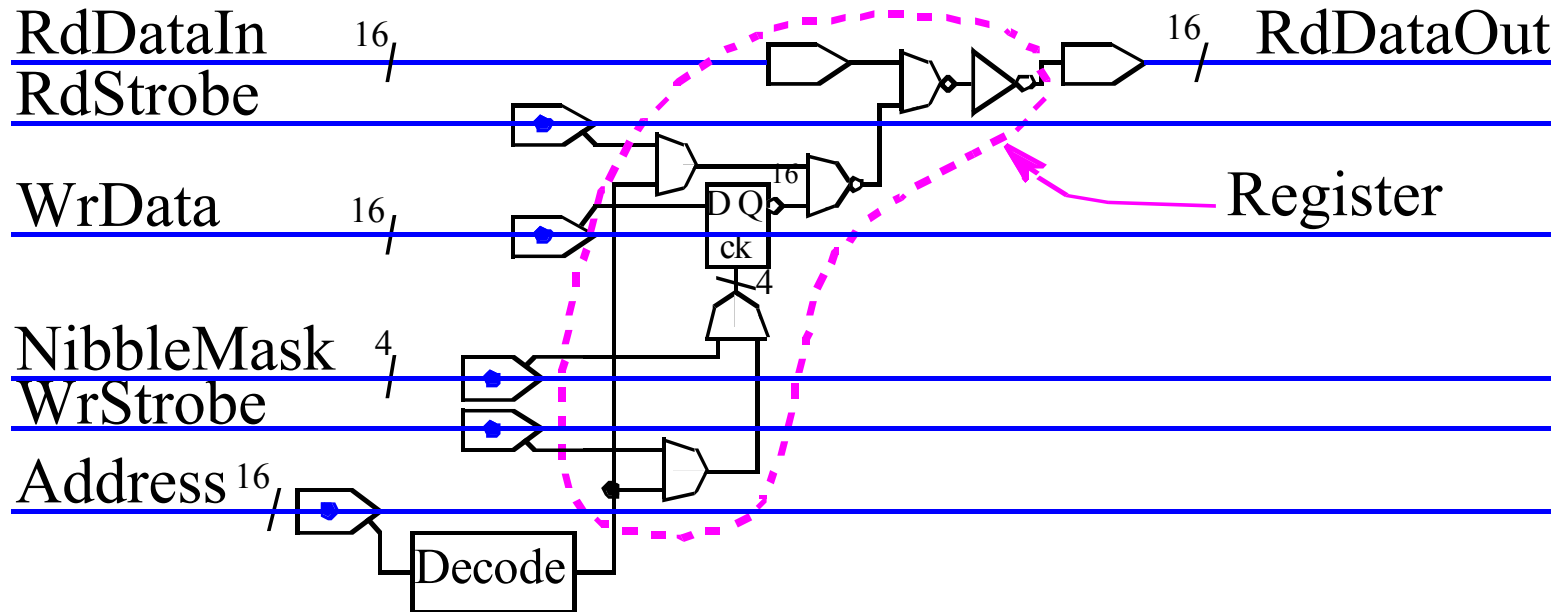 RdDataIn 16 16 RdDataOut
RdStrobe
16
WrData 16 D Q Register
ck
4
NibbleMask 4
WrStrobe
Address 16
Decode